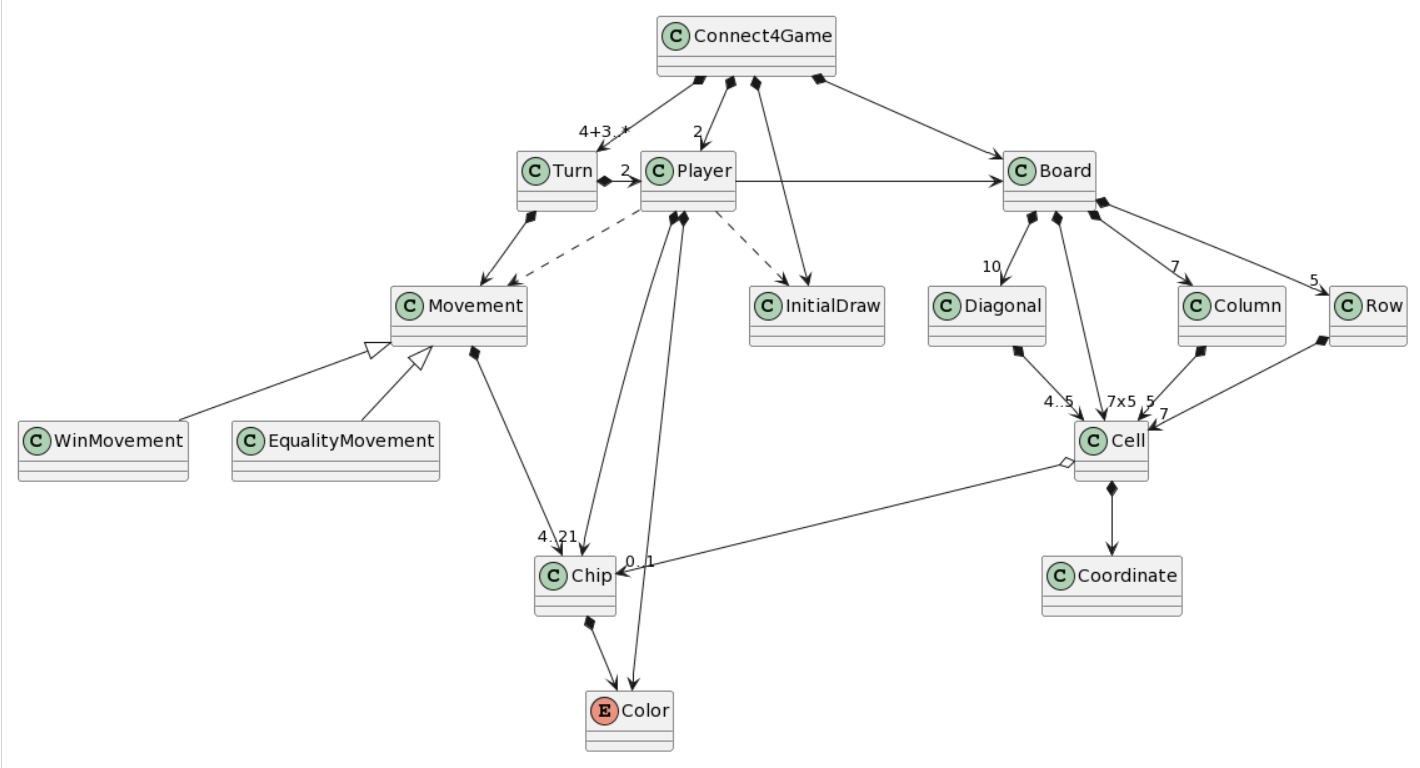 C Connect4Game
4+3..*
2
C Turn
2
C Player
C Board
10
7
5
C Movement
C InitialDraw
C Diagonal
C Column
C Row
4..5
7x5
5
7
C WinMovement
C EqualityMovement
C Cell
4..21
0..1
C Chip
C Coordinate
E Color